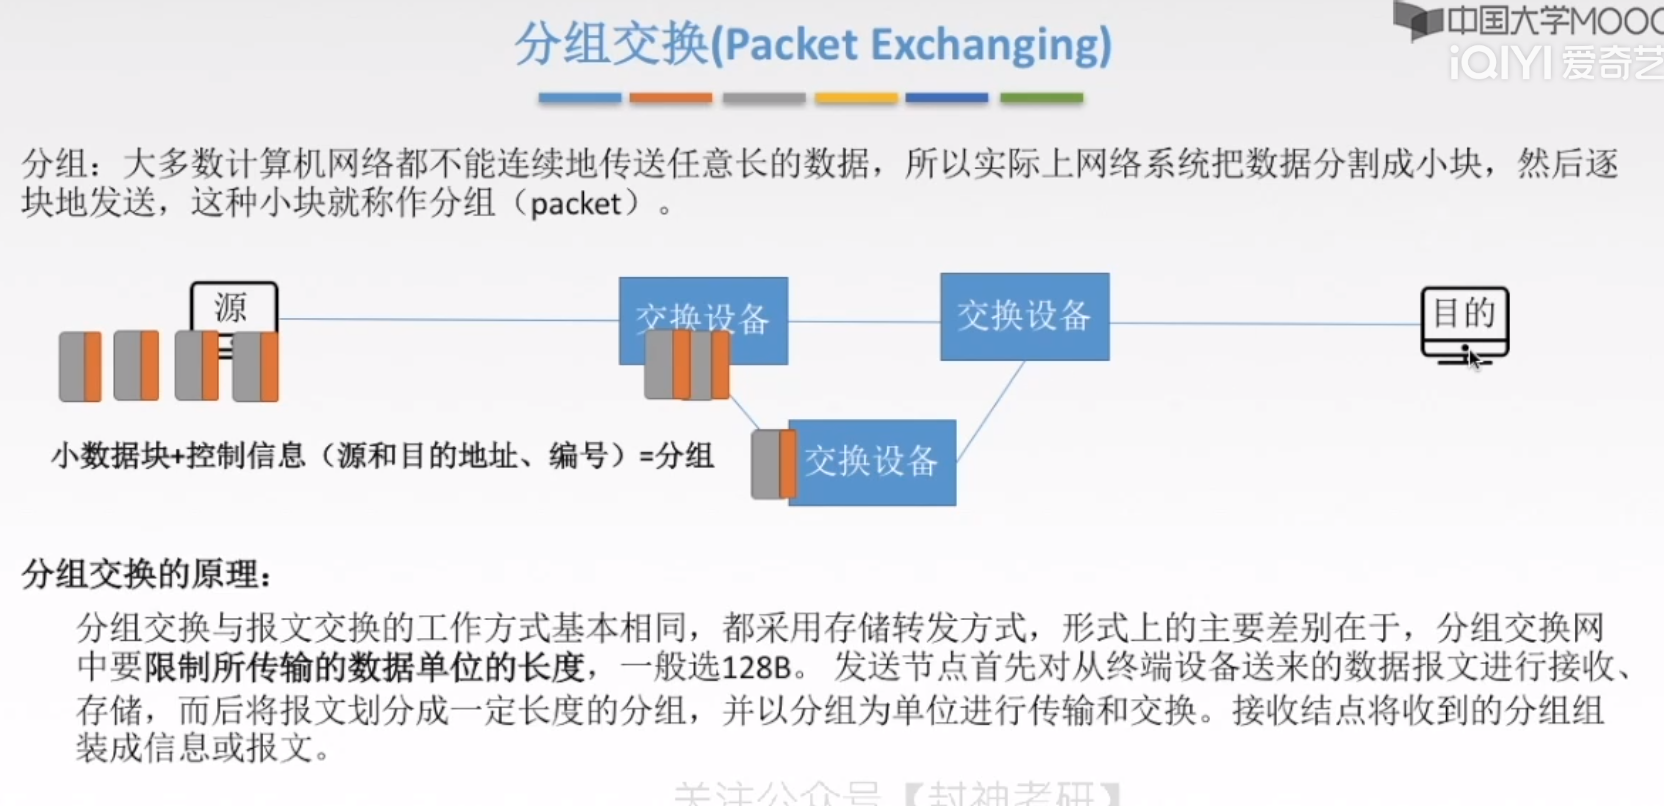 中国大学MOOC
iQIYI 爱奇艺
分组交换(Packet Exchanging)
分组：大多数计算机网络都不能连续地传送任意长的数据，所以实际上网络系统把数据分割成小块，然后逐
块地发送，这种小块就称作分组（packet）。
源
交换设备
交换设备
目的
小数据块+控制信息（源和目的地址、编号）=分组
交换设备
分组交换的原理：
分组交换与报文交换的工作方式基本相同，都采用存储转发方式，形式上的主要差别在于，分组交换网
中要限制所传输的数据单位的长度，一般选128B。 发送节点首先对从终端设备送来的数据报文进行接收、
存储，而后将报文划分成一定长度的分组，并以分组为单位进行传输和交换。接收结点将收到的分组组
装成信息或报文。
关注公众号【封神考研】